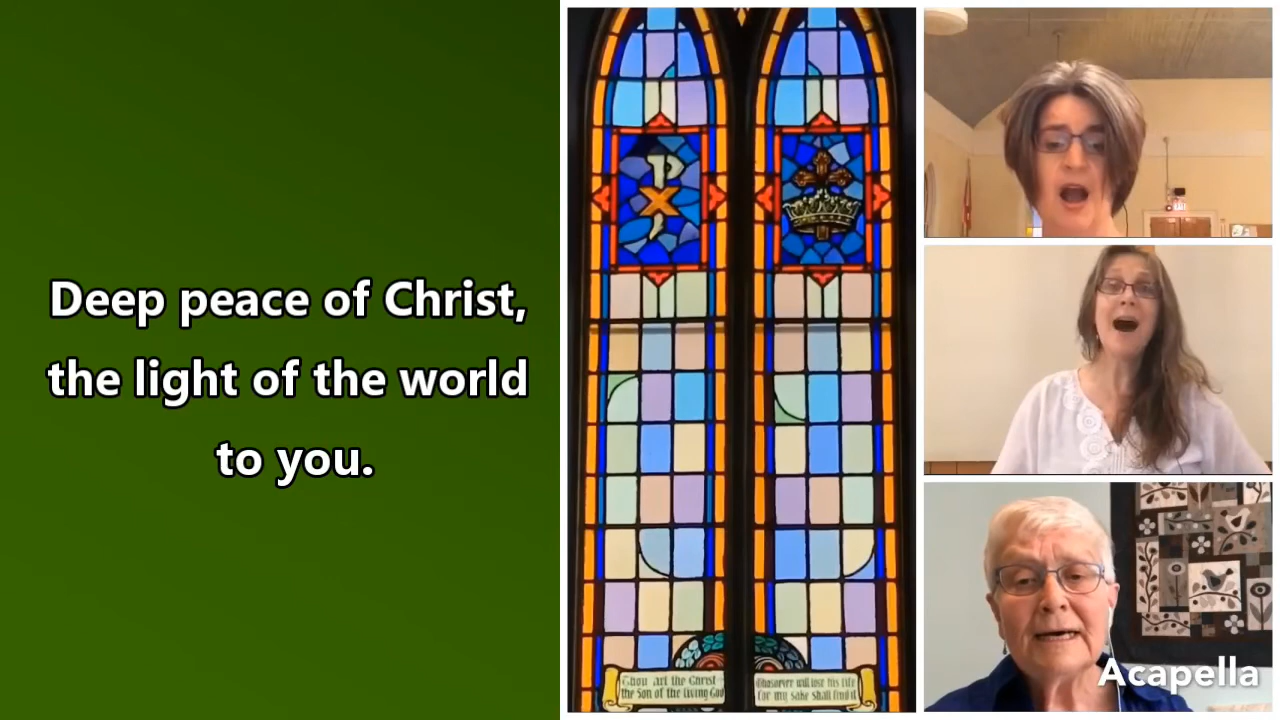 Deep peace of Christ,
the light of the world
to you.
Thou art the Christ
the Son of the living God
Whosoever will lose his life
for my sake shall find it
Acapella